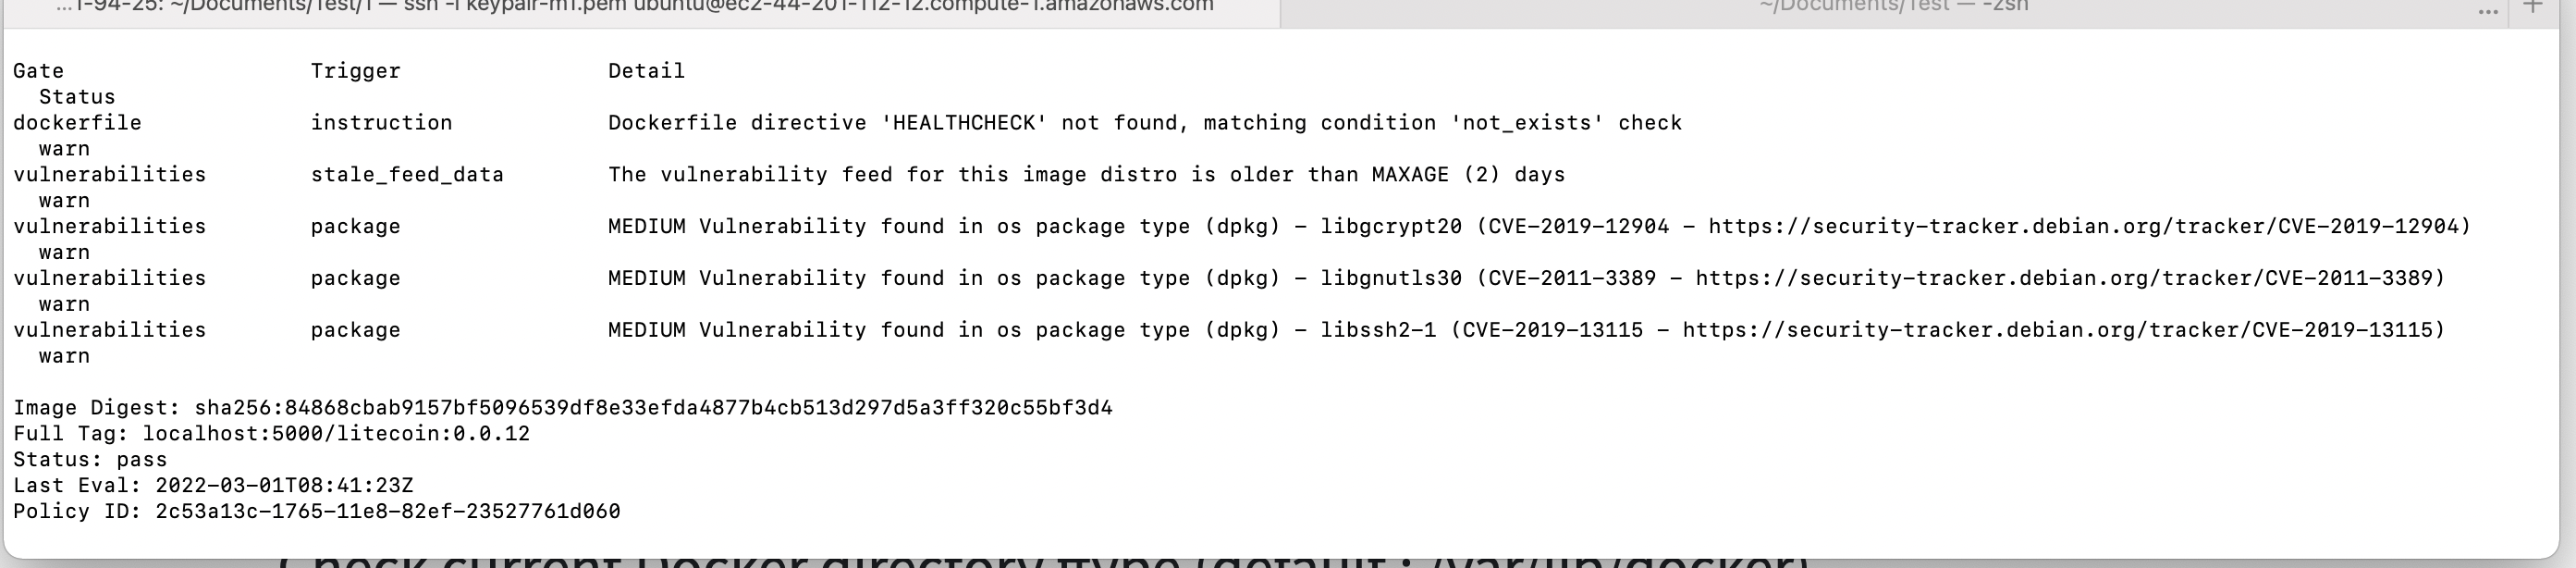 ...1-94-25: ~/Documents/Test/1 — ssh -i keypair-m1.pem ubuntu@ec2-44-201-112-12.compute-1.amazonaws.com ~/Documents/Test — -zsh ... +
Gate Trigger Detail
Status
dockerfile instruction Dockerfile directive 'HEALTHCHECK' not found, matching condition 'not_exists' check
warn
vulnerabilities stale_feed_data The vulnerability feed for this image distro is older than MAXAGE (2) days
warn
vulnerabilities package MEDIUM Vulnerability found in os package type (dpkg) - libgcrypt20 (CVE-2019-12904 - https://security-tracker.debian.org/tracker/CVE-2019-12904)
warn
vulnerabilities package MEDIUM Vulnerability found in os package type (dpkg) - libgnutls30 (CVE-2011-3389 - https://security-tracker.debian.org/tracker/CVE-2011-3389)
warn
vulnerabilities package MEDIUM Vulnerability found in os package type (dpkg) - libssh2-1 (CVE-2019-13115 - https://security-tracker.debian.org/tracker/CVE-2019-13115)
warn
Image Digest: sha256:84868cbab9157bf5096539df8e33efda4877b4cb513d297d5a3ff320c55bf3d4
Full Tag: localhost:5000/litecoin:0.0.12
Status: pass
Last Eval: 2022-03-01T08:41:23Z
Policy ID: 2c53a13c-1765-11e8-82ef-23527761d060
Check current Docker directory (default : /var/lib/docker)